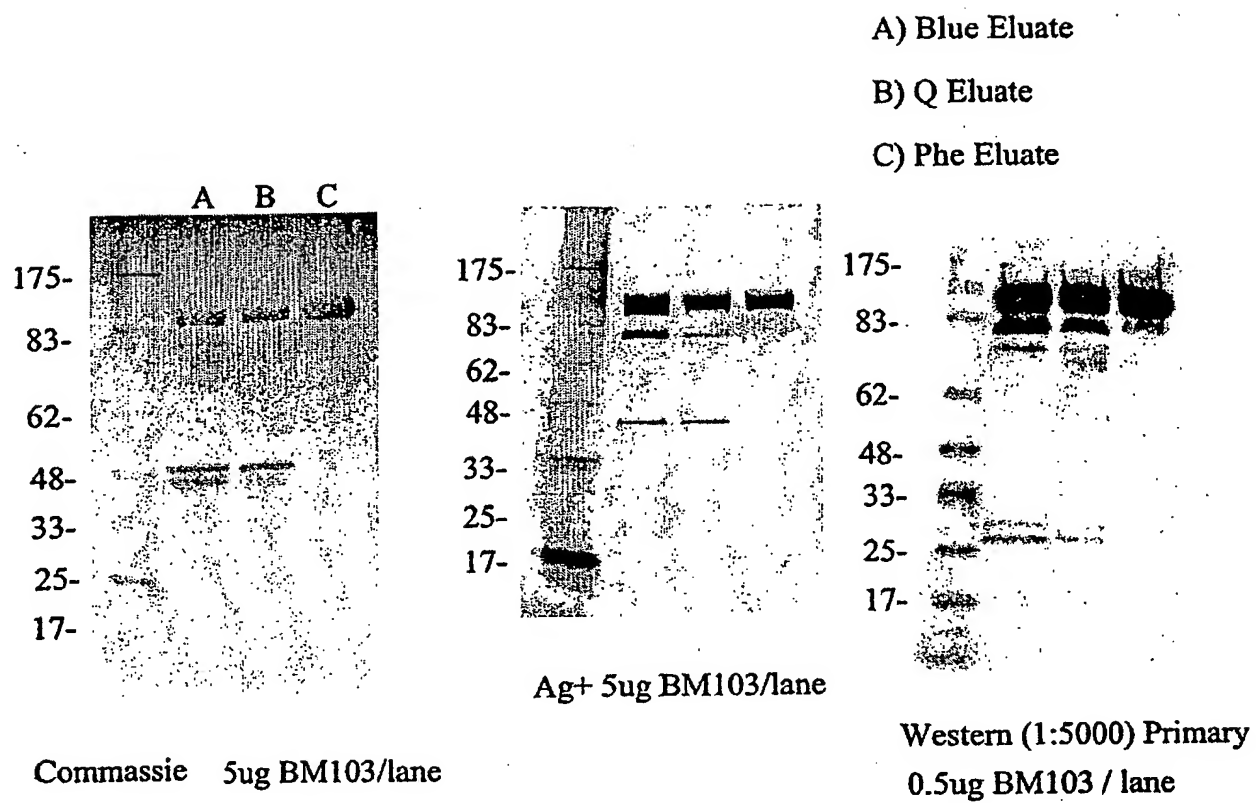 A) Blue Eluate
B) Q Eluate
C) Phe Eluate
A B C
175-
83-
62-
48-
33-
25-
17-
175-
83-
62-
48-
33-
25-
17-
175-
83-
62-
48-
33-
25-
17-
Commassie 5ug BM103/lane
Ag+ 5ug BM103/lane
Western (1:5000) Primary
0.5ug BM103 / lane